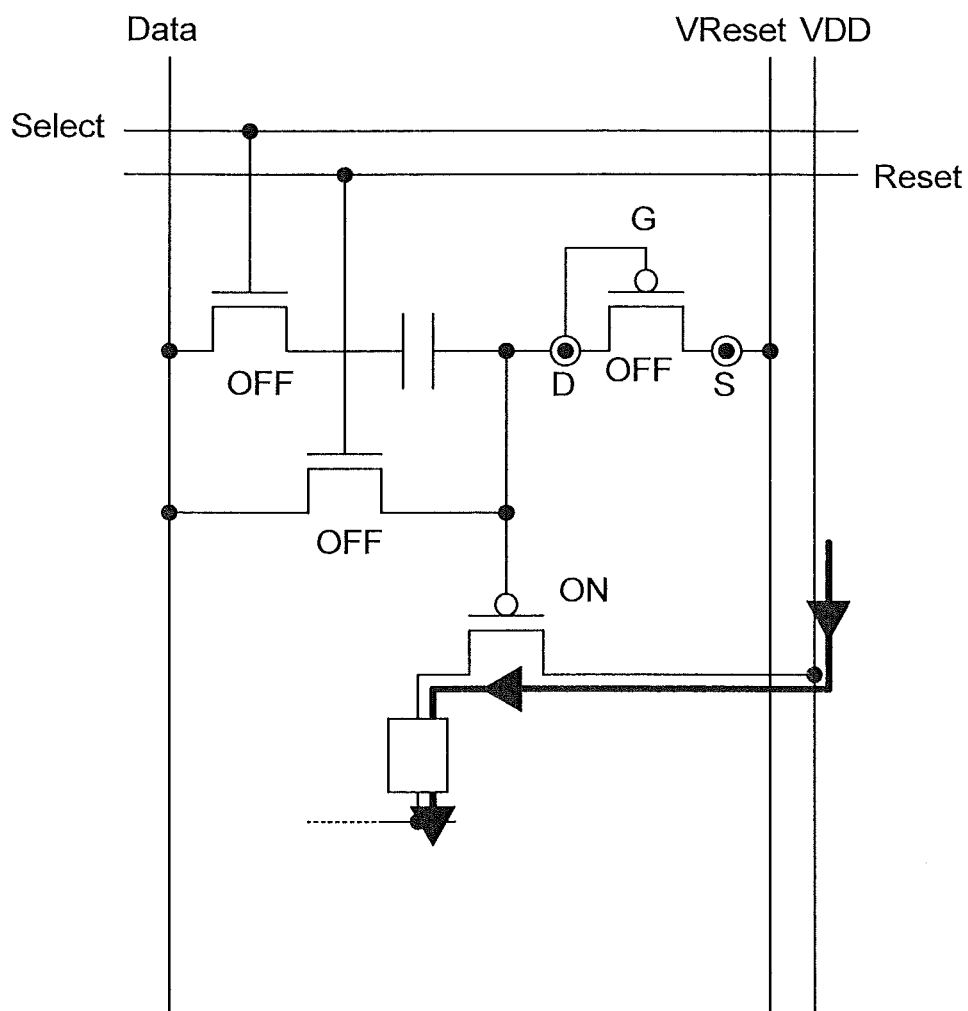 Data
VReset VDD
Select
Reset
G
OFF
D
OFF
S
OFF
ON